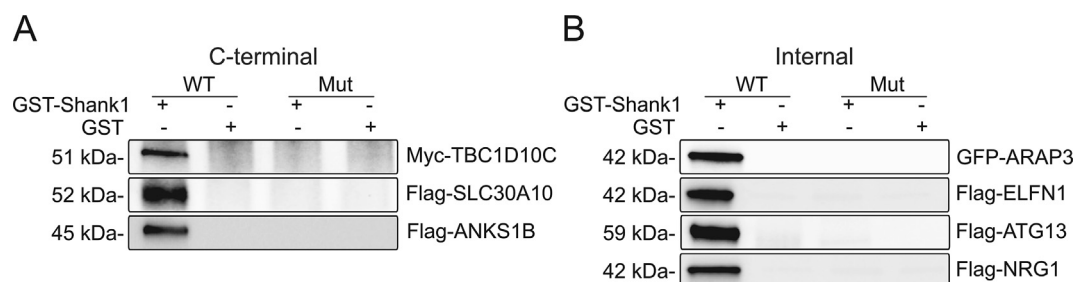 A
C-terminal
WT Mut
GST-Shank1 + - + -
GST - + - +
51 kDa- Myc-TBC1D10C
52 kDa- Flag-SLC30A10
45 kDa- Flag-ANKS1B
B
Internal
WT Mut
GST-Shank1 + - + -
GST - + - +
42 kDa- GFP-ARAP3
42 kDa- Flag-ELFN1
59 kDa- Flag-ATG13
42 kDa- Flag-NRG1